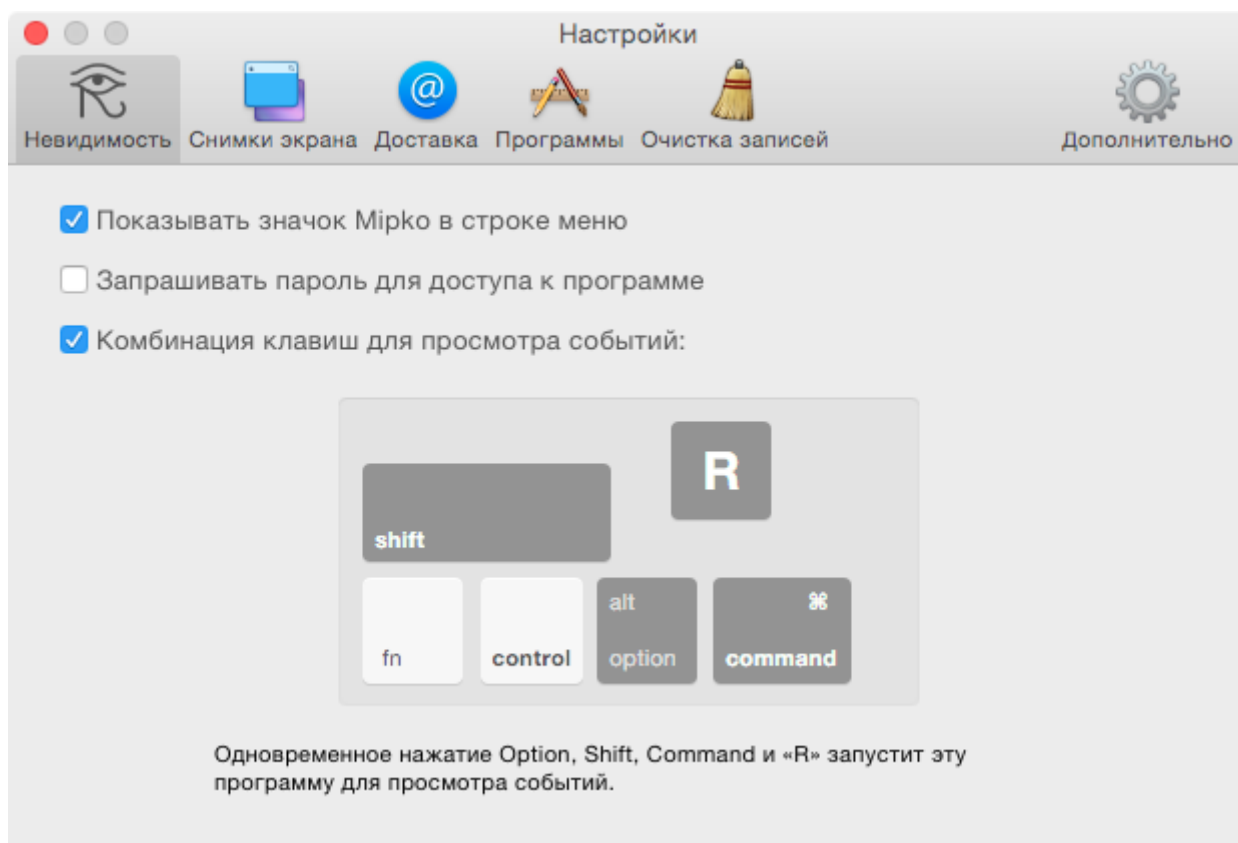 Настройки
Невидимость Снимки экрана Доставка Программы Очистка записей Дополнительно
Показывать значок Mipko в строке меню
Запрашивать пароль для доступа к программе
Комбинация клавиш для просмотра событий:
R
shift
alt ⌘
fn control option command
Одновременное нажатие Option, Shift, Command и «R» запустит эту
программу для просмотра событий.